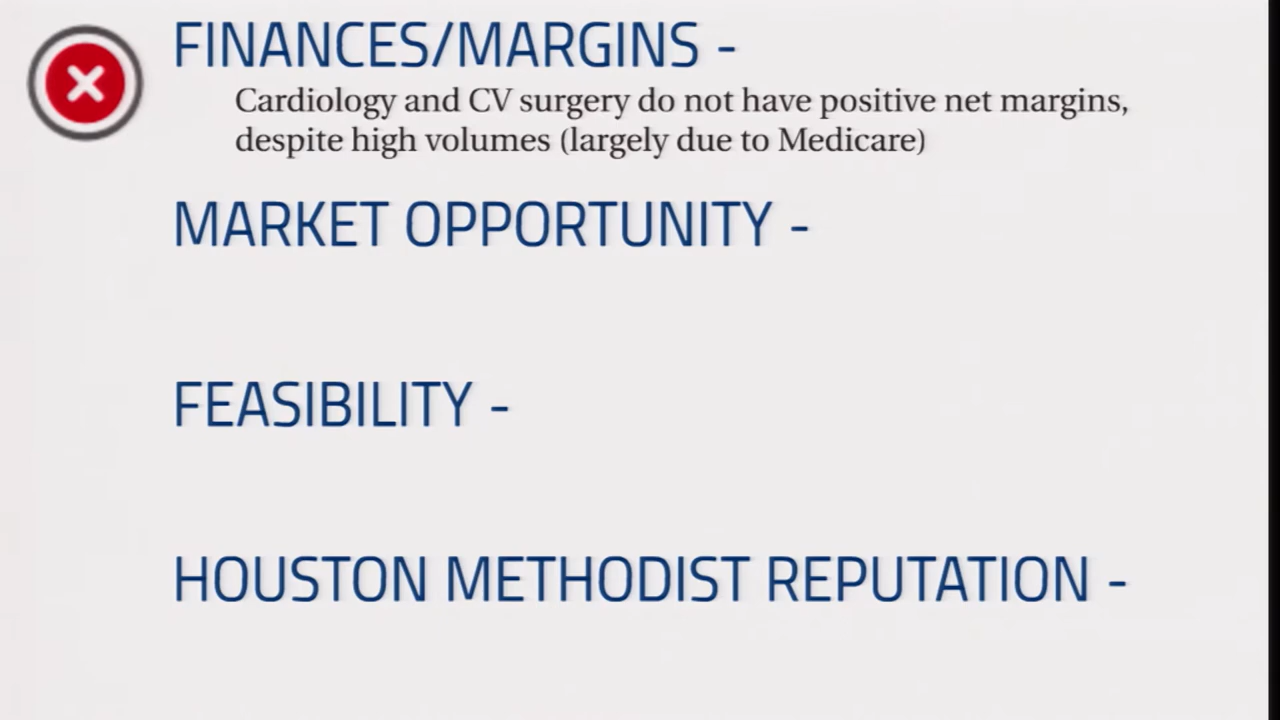 FINANCES/MARGINS -
Cardiology and CV surgery do not have positive net margins,
despite high volumes (largely due to Medicare)
MARKET OPPORTUNITY -
FEASIBILITY -
HOUSTON METHODIST REPUTATION -